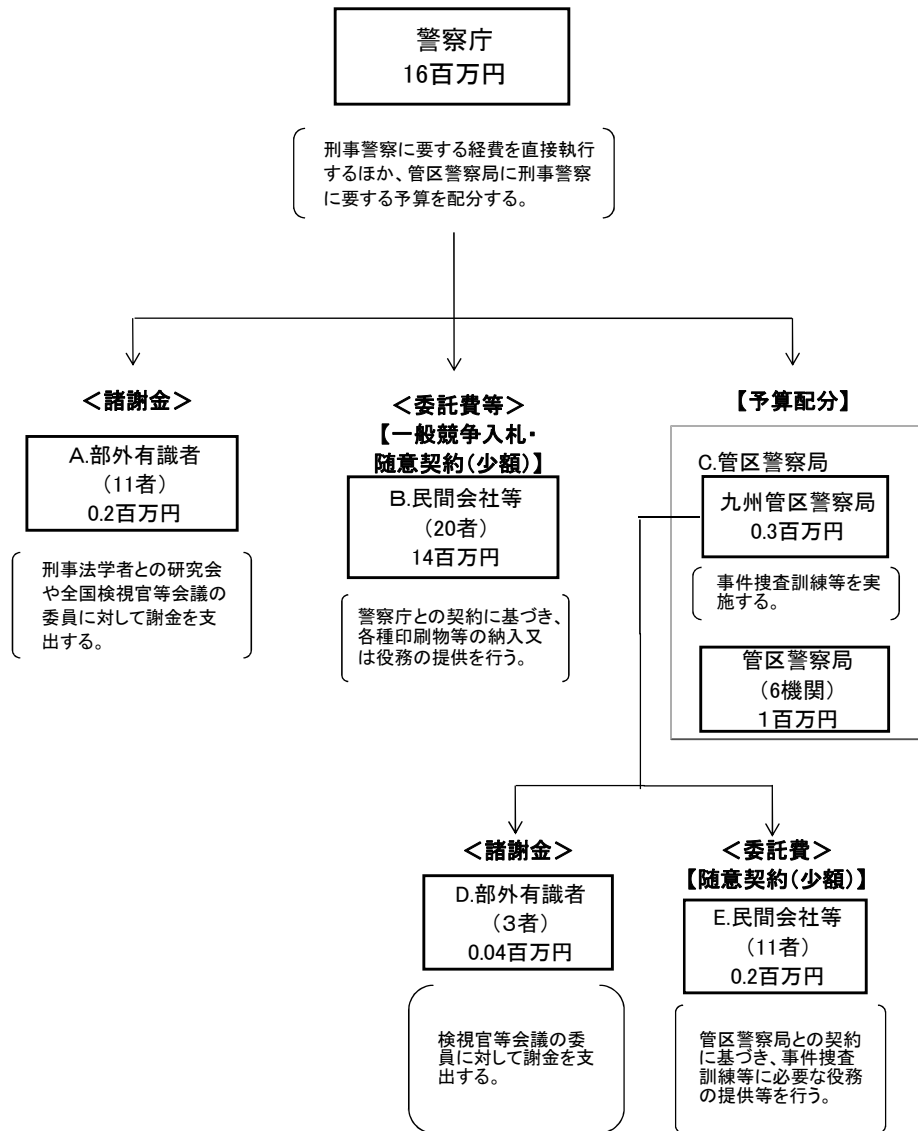 警察庁
16百万円
刑事警察に要する経費を直接執行
するほか、管区警察局に刑事警察
に要する予算を配分する。
＜諸謝金＞
A.部外有識者
(11者)
0.2百万円
刑事法学者との研究会
や全国検視官等会議の
委員に対して謝金を支
出する。
＜委託費等＞
【一般競争入札・
随意契約(少額)】
B.民間会社等
(20者)
14百万円
警察庁との契約に基づき、
各種印刷物等の納入又
は役務の提供を行う。
【予算配分】
C.管区警察局
九州管区警察局
0.3百万円
事件捜査訓練等を実
施する。
管区警察局
(6機関)
1百万円
＜諸謝金＞
D.部外有識者
(３者)
0.04百万円
検視官等会議の委
員に対して謝金を支
出する。
＜委託費＞
【随意契約(少額)】
E.民間会社等
(11者)
0.2百万円
管区警察局との契約
に基づき、事件捜査
訓練等に必要な役務
の提供等を行う。